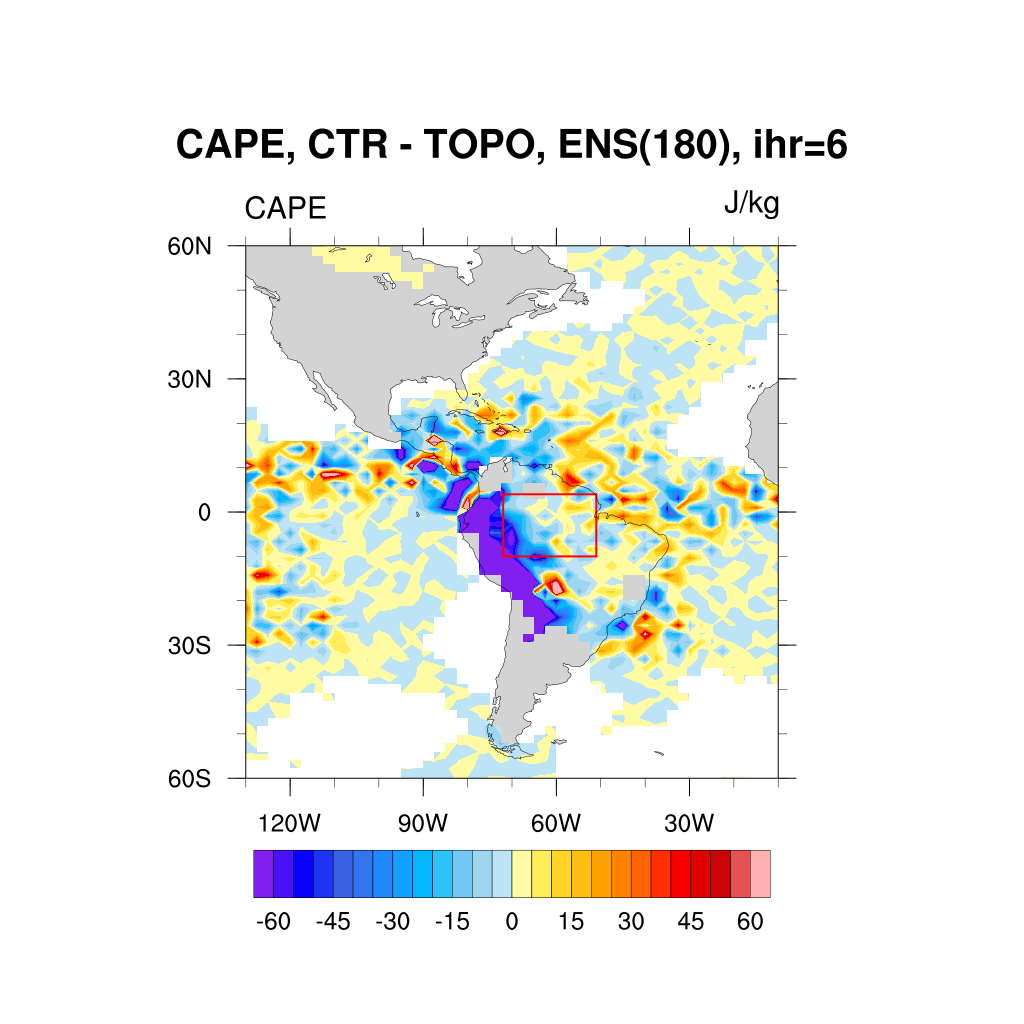 CAPE, CTR - TOPO, ENS(180), ihr=6
CAPE J/kg
60N
30N
0
30S
60S
120W 90W 60W 30W
-60 -45 -30 -15 0 15 30 45 60